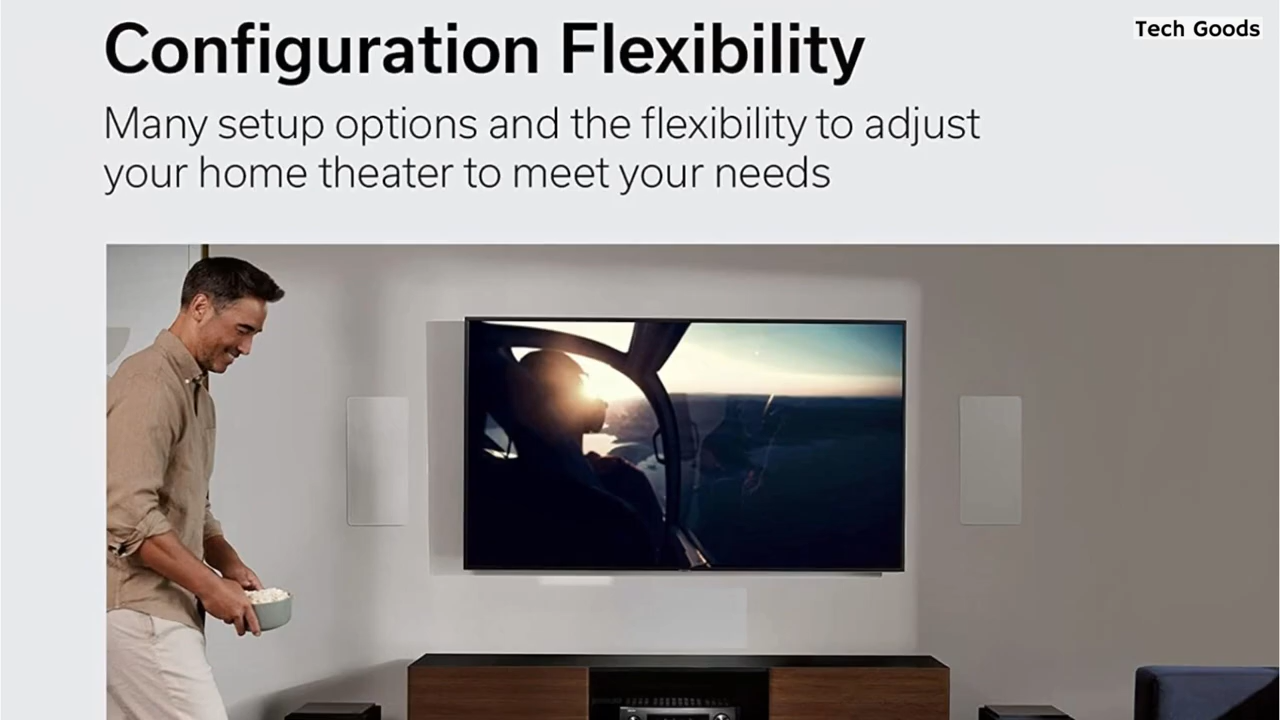 Configuration Flexibility
Tech Goods
Many setup options and the flexibility to adjust
your home theater to meet your needs